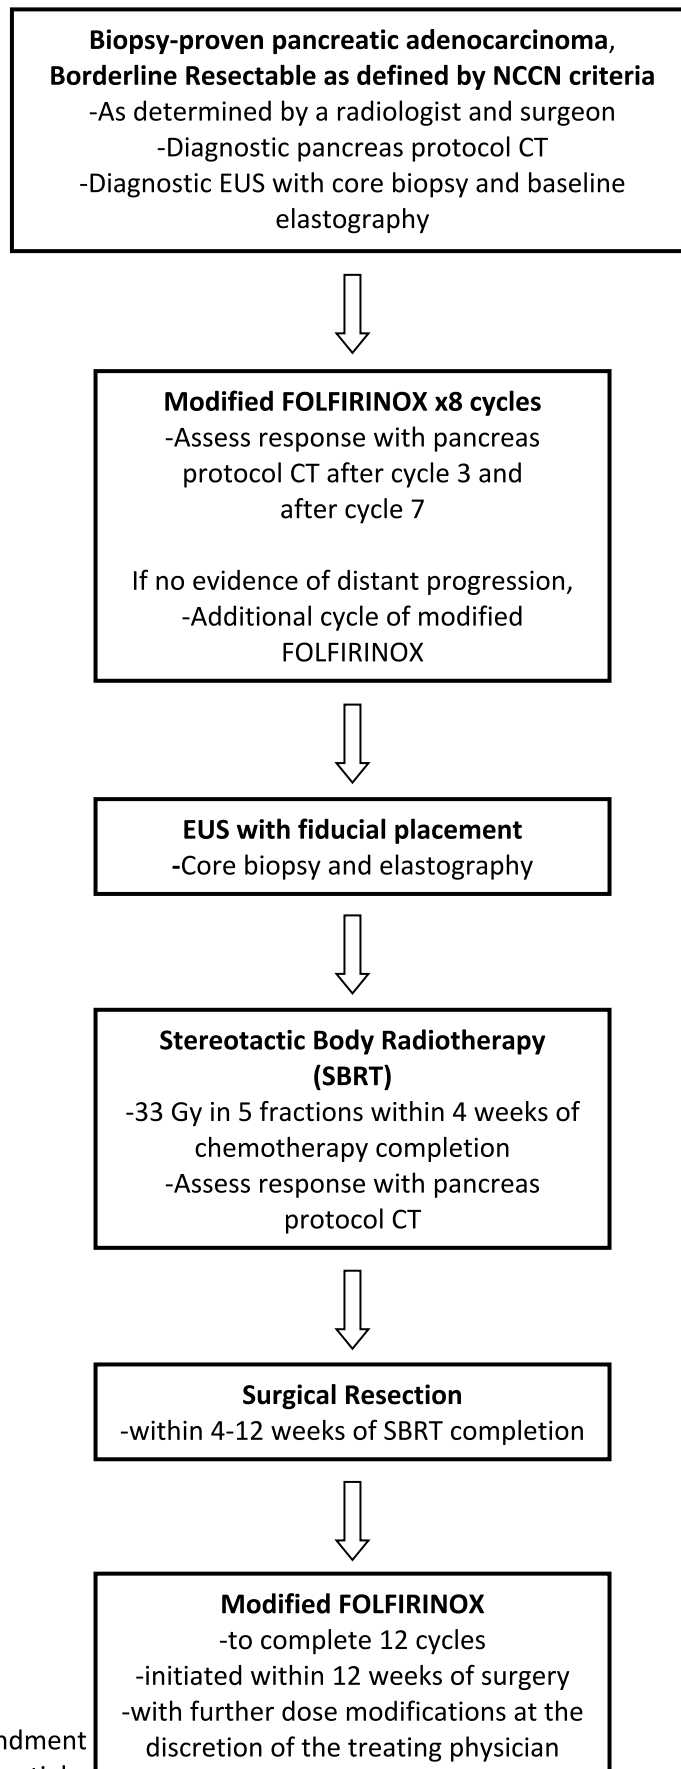 Biopsy-proven pancreatic adenocarcinoma,
Borderline Resectable as defined by NCCN criteria
-As determined by a radiologist and surgeon
-Diagnostic pancreas protocol CT
-Diagnostic EUS with core biopsy and baseline
elastography
Modified FOLFIRINOX x8 cycles
-Assess response with pancreas
protocol CT after cycle 3 and
after cycle 7
If no evidence of distant progression,
-Additional cycle of modified
FOLFIRINOX
EUS with fiducial placement
-Core biopsy and elastography
Stereotactic Body Radiotherapy
(SBRT)
-33 Gy in 5 fractions within 4 weeks of
chemotherapy completion
-Assess response with pancreas
protocol CT
Surgical Resection
-within 4-12 weeks of SBRT completion
Modified FOLFIRINOX
-to complete 12 cycles
-initiated within 12 weeks of surgery
-with further dose modifications at the
discretion of the treating physician
ndment